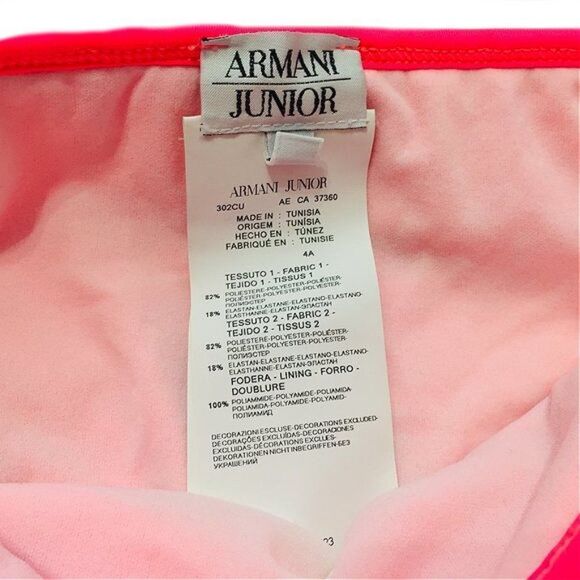 ARMANI
JUNIOR
ARMANI JUNIOR
302CU AE CA 37360
MADE IN : TUNISIA
ORIGEM : TUNÍSIA
HECHO EN : TÚNEZ
FABRIQUÉ EN : TUNISIE
4A
TESSUTO 1 - FABRIC 1 -
TEJIDO 1 - TISSUS 1
82% POLIESTERE-POLYESTER-POLIÉSTER-
POLIÉSTER-POLYESTER-POLYESTER-
ПОЛИЭСТЕР
18% ELASTAN-ELASTANE-ELASTANO-ELASTANO-
ELASTHANNE-ELASTAN-ЭЛАСТАН
TESSUTO 2 - FABRIC 2 -
TEJIDO 2 - TISSUS 2
82% POLIESTERE-POLYESTER-POLIÉSTER-
POLIÉSTER-POLYESTER-POLYESTER-
ПОЛИЭСТЕР
18% ELASTAN-ELASTANE-ELASTANO-ELASTANO-
ELASTHANNE-ELASTAN-ЭЛАСТАН
FODERA - LINING - FORRO -
DOUBLURE
100% POLIAMMIDE-POLYAMIDE-POLIAMIDA-
POLIAMIDA-POLYAMIDE-POLYAMID-
ПОЛИАМИД
DECORAZIONI ESCLUSE-DECORATIONS EXCLUDED-
DECORAÇÕES EXCLUÍDAS-DECORACIONES
EXCLUIDAS-DÉCORATIONS EXCLUES-
DEKORATIONEN NICHT INBEGRIFFEN-БЕЗ
УКРАШЕНИЙ